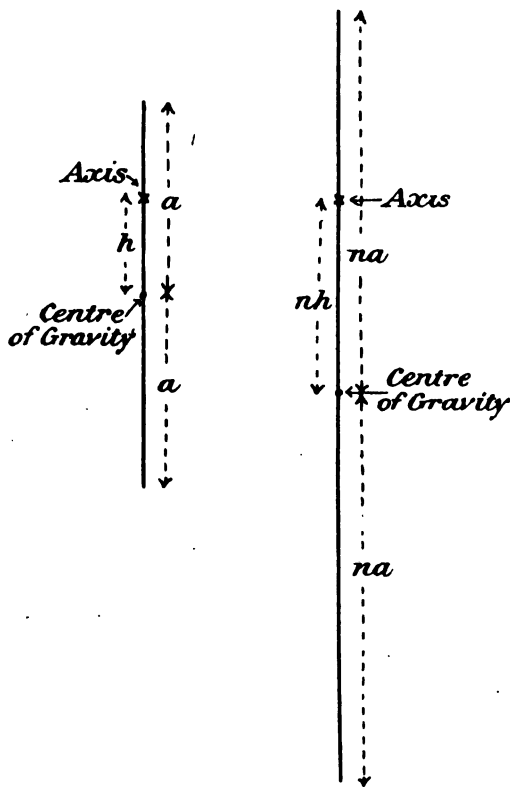 Axis
a
h
Centre
of Gravity
a
Axis
na
nh
Centre
of Gravity
na